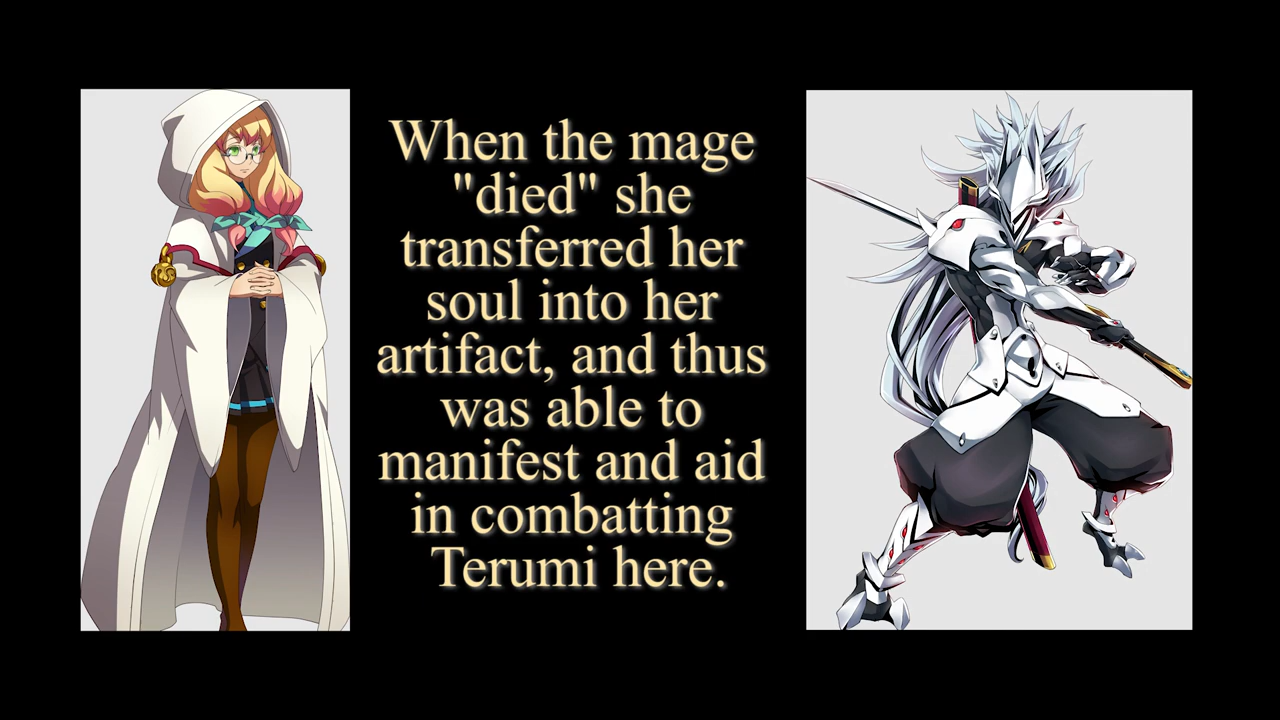 When the mage
"died" she
transferred her
soul into her
artifact, and thus
was able to
manifest and aid
in combatting
Terumi here.